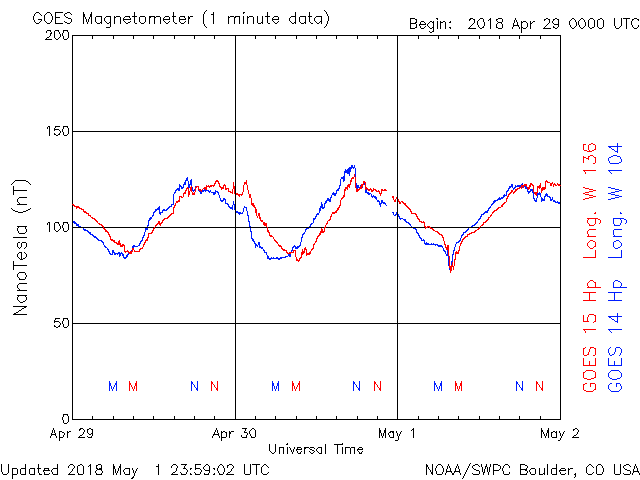 GOES Magnetometer (1 minute data)
Begin: 2018 Apr 29 0000 UTC
200
150
100
50
0
NanoTesla (nT)
M M N N M M N N M M N N
Apr 29 Apr 30 May 1 May 2
Universal Time
GOES 15 Hp Long. W 136
GOES 14 Hp Long. W 104
Updated 2018 May 1 23:59:02 UTC
NOAA/SWPC Boulder, CO USA